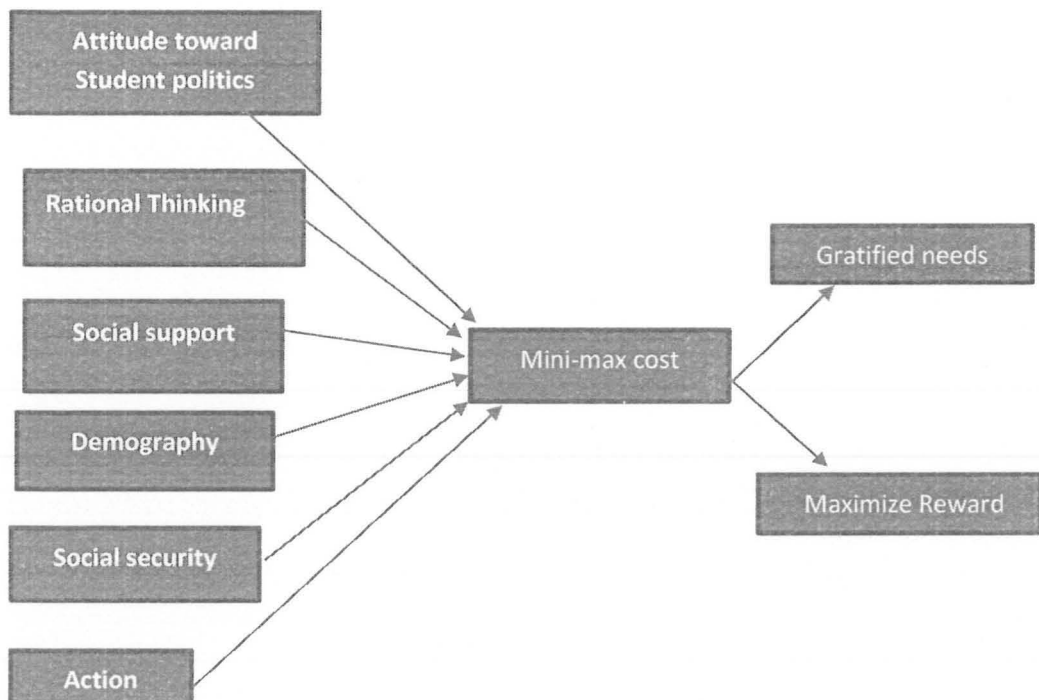 Attitude toward
Student politics
Rational Thinking
Social support
Demography
Social security
Action
Mini-max cost
Gratified needs
Maximize Reward